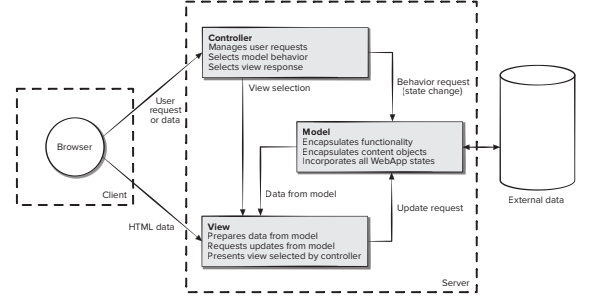 Controller
Manages user requests
Selects model behavior
Selects view response
View selection
Behavior request
(state change)
User
request
or data
Browser
Client
Model
Encapsulates functionality
Encapsulates content objects
Incorporates all WebApp states
External data
Data from model
Update request
HTML data
View
Prepares data from model
Requests updates from model
Presents view selected by controller
Server